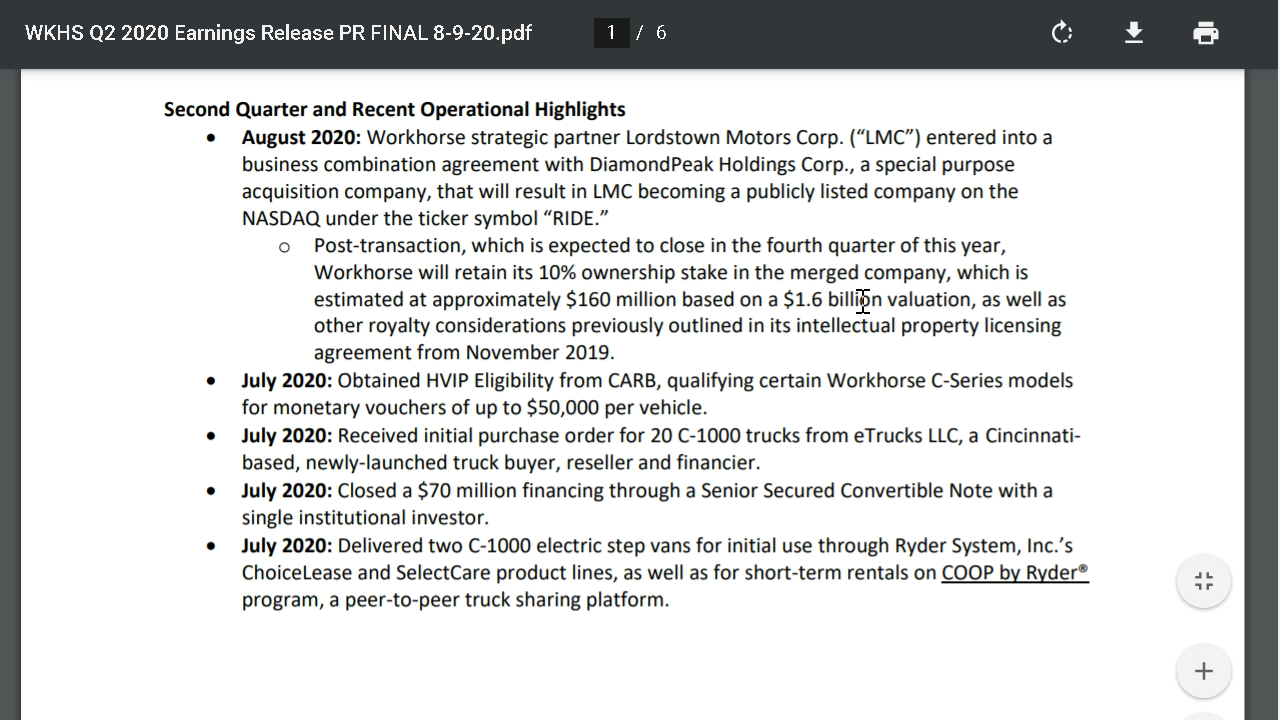 WKHS Q2 2020 Earnings Release PR FINAL 8-9-20.pdf 1 / 6
Second Quarter and Recent Operational Highlights
• August 2020: Workhorse strategic partner Lordstown Motors Corp. (“LMC”) entered into a
business combination agreement with DiamondPeak Holdings Corp., a special purpose
acquisition company, that will result in LMC becoming a publicly listed company on the
NASDAQ under the ticker symbol “RIDE.”
o Post-transaction, which is expected to close in the fourth quarter of this year,
Workhorse will retain its 10% ownership stake in the merged company, which is
estimated at approximately $160 million based on a $1.6 billion valuation, as well as
other royalty considerations previously outlined in its intellectual property licensing
agreement from November 2019.
• July 2020: Obtained HVIP Eligibility from CARB, qualifying certain Workhorse C-Series models
for monetary vouchers of up to $50,000 per vehicle.
• July 2020: Received initial purchase order for 20 C-1000 trucks from eTrucks LLC, a Cincinnati-
based, newly-launched truck buyer, reseller and financier.
• July 2020: Closed a $70 million financing through a Senior Secured Convertible Note with a
single institutional investor.
• July 2020: Delivered two C-1000 electric step vans for initial use through Ryder System, Inc.’s
ChoiceLease and SelectCare product lines, as well as for short-term rentals on COOP by Ryder®
program, a peer-to-peer truck sharing platform.